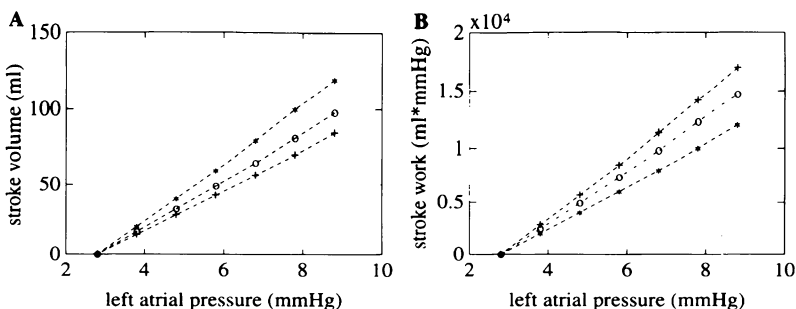 A
150
100
50
0
2
4
6
8
10
stroke volume (ml)
left atrial pressure (mmHg)
B
2 x10^4
1.5
1
0.5
0
2
4
6
8
10
stroke work (ml*mmHg)
left atrial pressure (mmHg)